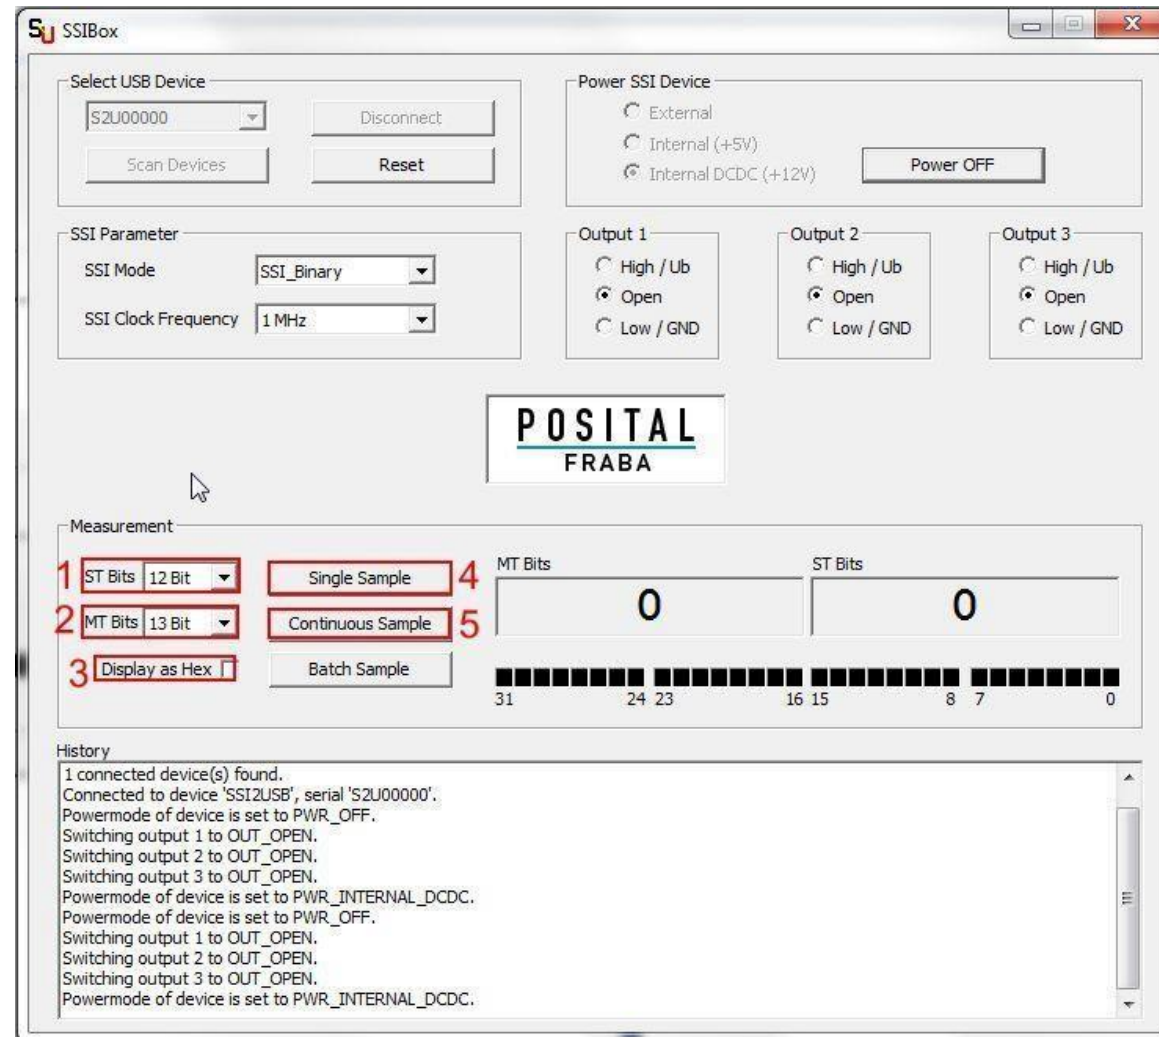 SU SSIBox
Select USB Device
S2U00000 Disconnect
Scan Devices Reset
Power SSI Device
External
Internal (+5V)
Internal DCDC (+12V) Power OFF
SSI Parameter
SSI Mode SSI_Binary
SSI Clock Frequency 1 MHz
Output 1
High / Ub
Open
Low / GND
Output 2
High / Ub
Open
Low / GND
Output 3
High / Ub
Open
Low / GND
POSITAL
FRABA
Measurement
1 ST Bits 12 Bit Single Sample 4
2 MT Bits 13 Bit Continuous Sample 5
3 Display as Hex Batch Sample
MT Bits ST Bits
0 0
31 24 23 16 15 8 7 0
History
1 connected device(s) found.
Connected to device 'SSI2USB', serial 'S2U00000'.
Powermode of device is set to PWR_OFF.
Switching output 1 to OUT_OPEN.
Switching output 2 to OUT_OPEN.
Switching output 3 to OUT_OPEN.
Powermode of device is set to PWR_INTERNAL_DCDC.
Powermode of device is set to PWR_OFF.
Switching output 1 to OUT_OPEN.
Switching output 2 to OUT_OPEN.
Switching output 3 to OUT_OPEN.
Powermode of device is set to PWR_INTERNAL_DCDC.